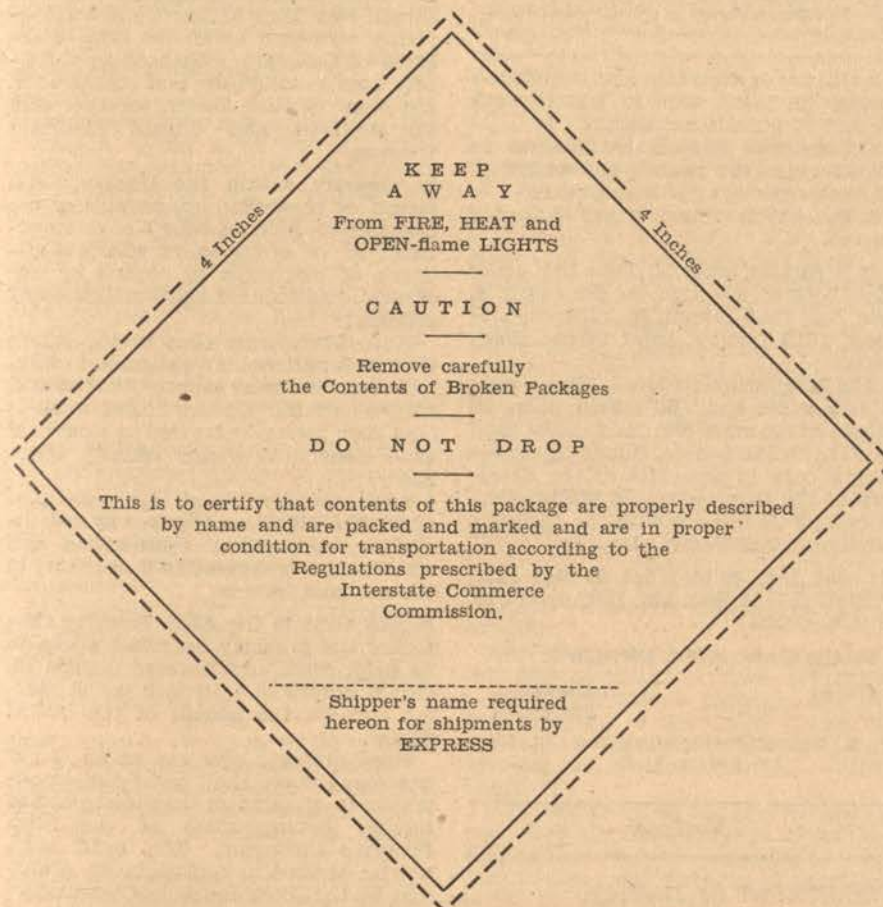 KEEP
AWAY
4 Inches
4 Inches
From FIRE, HEAT and
OPEN-flame LIGHTS
CAUTION
Remove carefully
the Contents of Broken Packages
DO NOT DROP
This is to certify that contents of this package are properly described
by name and are packed and marked and are in proper
condition for transportation according to the
Regulations prescribed by the
Interstate Commerce
Commission.
Shipper's name required
hereon for shipments by
EXPRESS